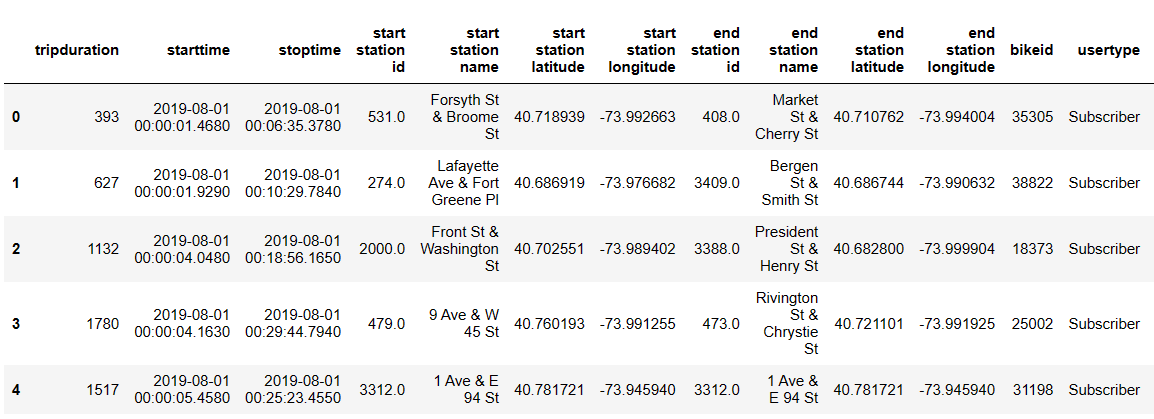 tripduration starttime stoptime start station id start station name start station latitude start station longitude end station id end station name end station latitude end station longitude bikeid usertype
0 393 2019-08-01 00:00:01.4680 2019-08-01 00:06:35.3780 531.0 Forsyth St & Broome St 40.718939 -73.992663 408.0 Market St & Cherry St 40.710762 -73.994004 35305 Subscriber
1 627 2019-08-01 00:00:01.9290 2019-08-01 00:10:29.7840 274.0 Lafayette Ave & Fort Greene Pl 40.686919 -73.976682 3409.0 Bergen St & Smith St 40.686744 -73.990632 38822 Subscriber
2 1132 2019-08-01 00:00:04.0480 2019-08-01 00:18:56.1650 2000.0 Front St & Washington St 40.702551 -73.989402 3388.0 President St & Henry St 40.682800 -73.999904 18373 Subscriber
3 1780 2019-08-01 00:00:04.1630 2019-08-01 00:29:44.7940 479.0 9 Ave & W 45 St 40.760193 -73.991255 473.0 Rivington St & Chrystie St 40.721101 -73.991925 25002 Subscriber
4 1517 2019-08-01 00:00:05.4580 2019-08-01 00:25:23.4550 3312.0 1 Ave & E 94 St 40.781721 -73.945940 3312.0 1 Ave & E 94 St 40.781721 -73.945940 31198 Subscriber